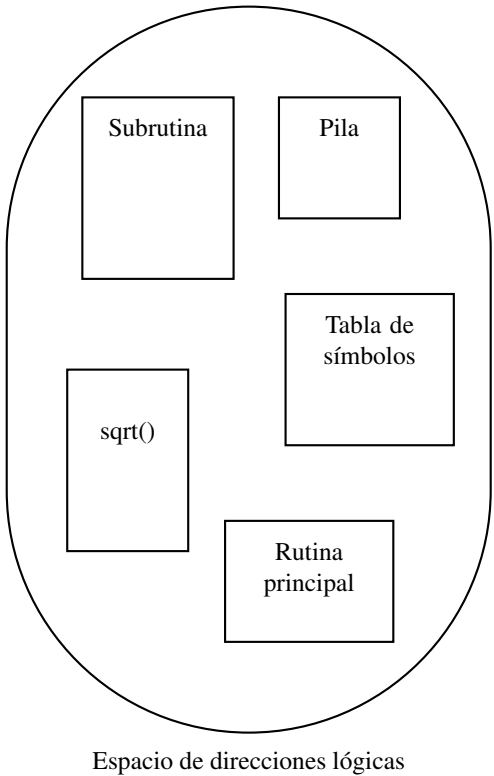 Subrutina
Pila
Tabla de
símbolos
sqrt()
Rutina
principal
Espacio de direcciones lógicas